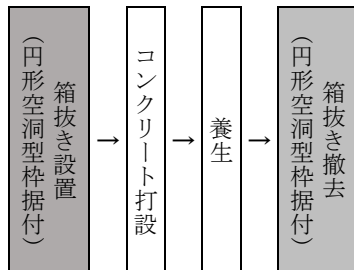 箱抜き設置
（円形空洞型枠据付）
→
コンクリート打設
→
養生
→
箱抜き撤去
（円形空洞型枠据付）